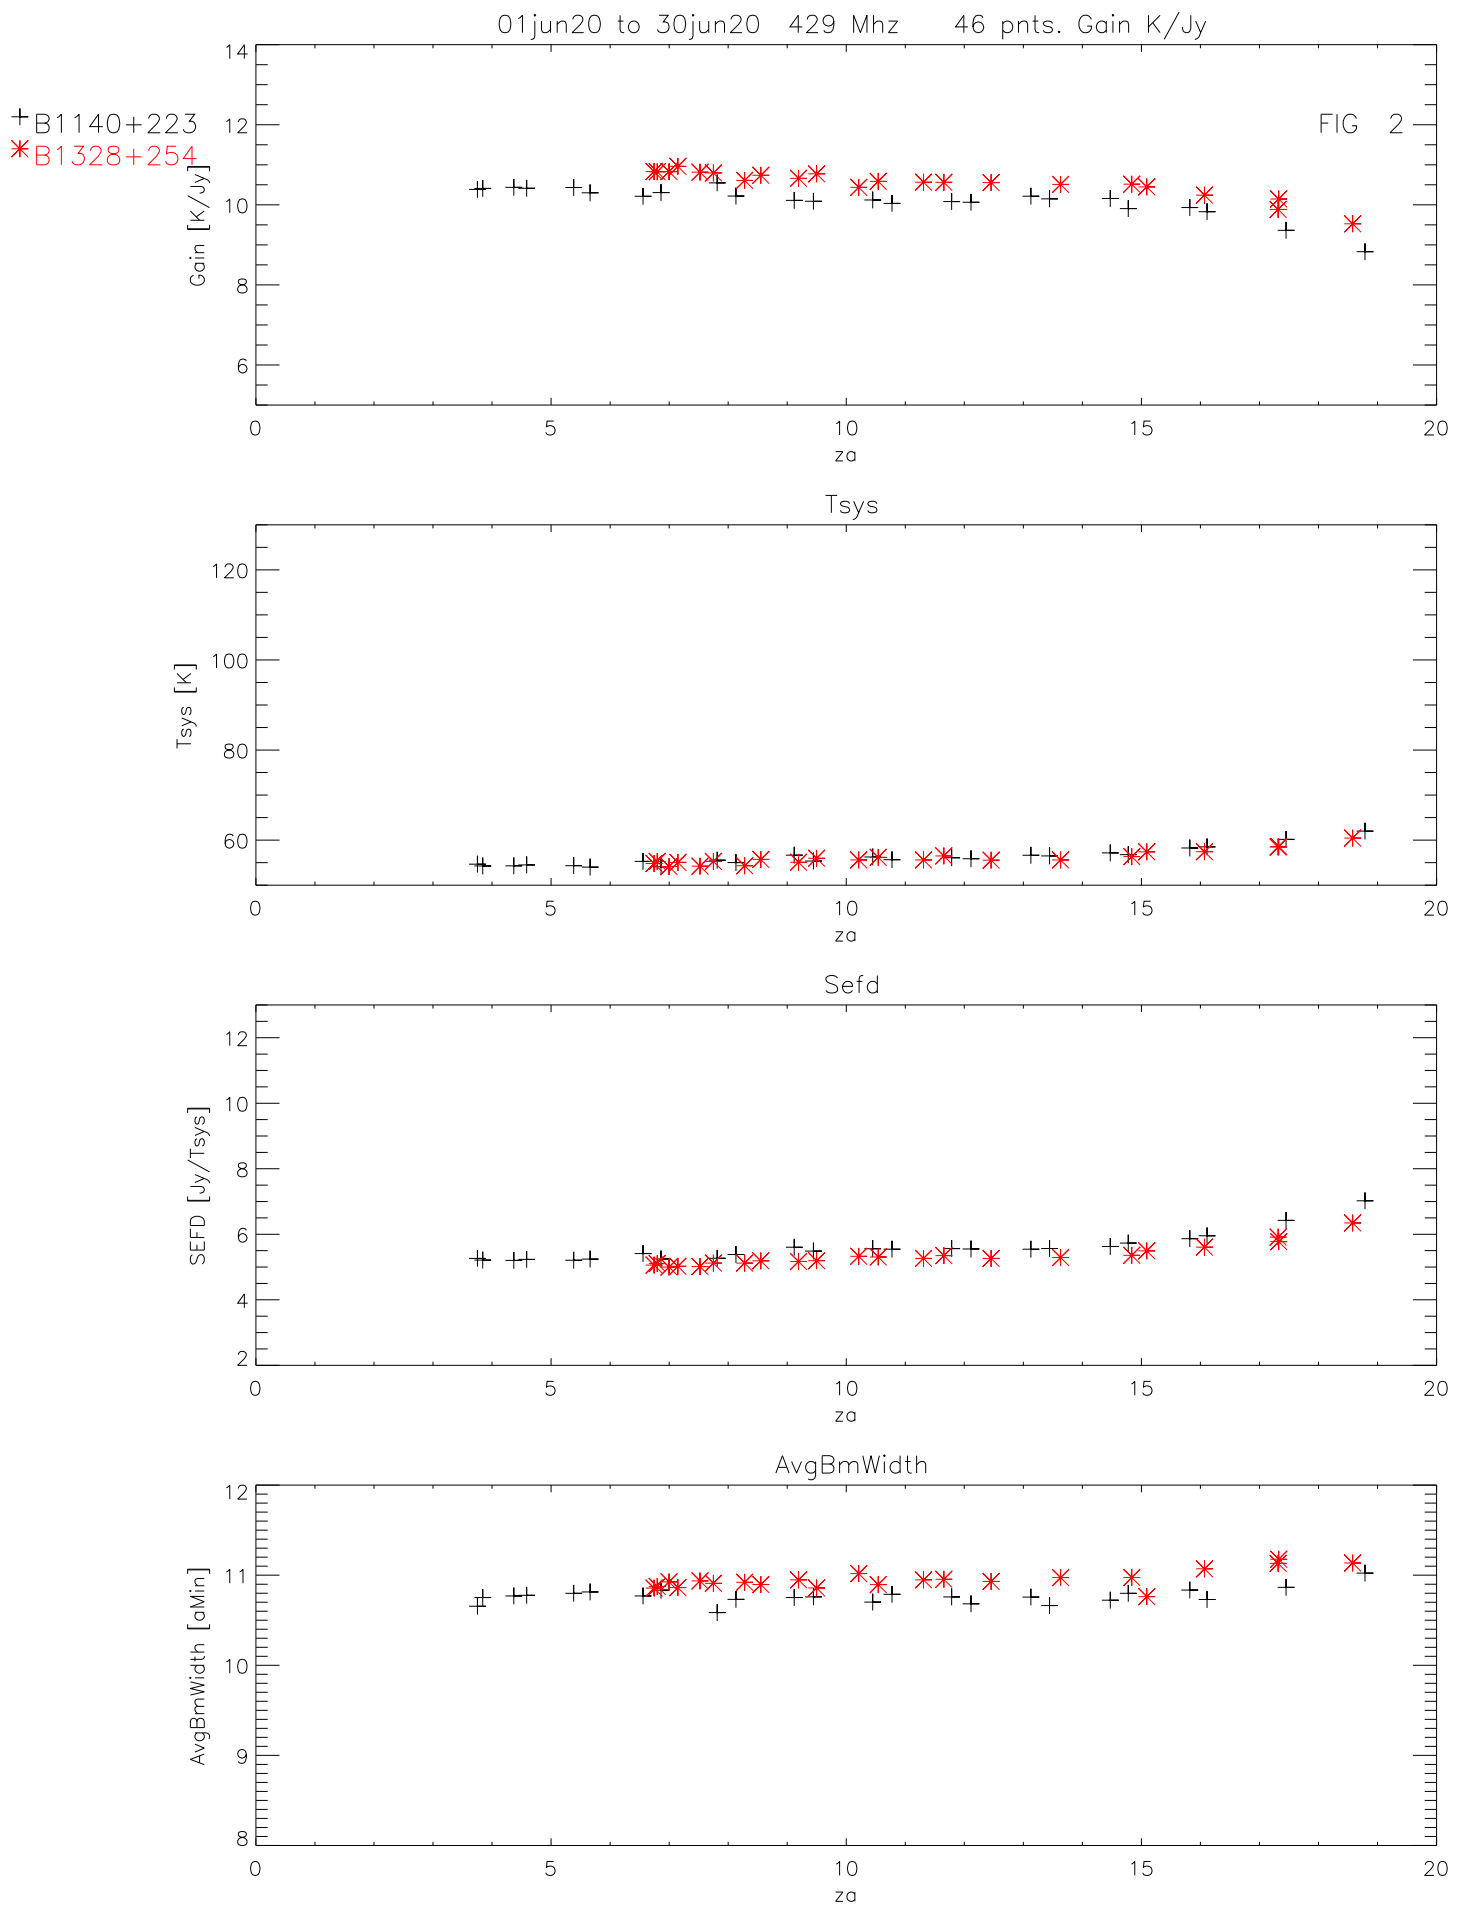 01jun20 to 30jun20 429 Mhz 46 pnts. Gain K/Jy
B1140+223
B1328+254
FIG 2
Gain [K/Jy]
14
12
10
8
6
0 5 10 15 20
za
Tsys
Tsys [K]
120
100
80
60
0 5 10 15 20
za
Sefd
SEFD [Jy/Tsys]
12
10
8
6
4
2
0 5 10 15 20
za
AvgBmWidth
AvgBmWidth [aMin]
12
11
10
9
8
0 5 10 15 20
za